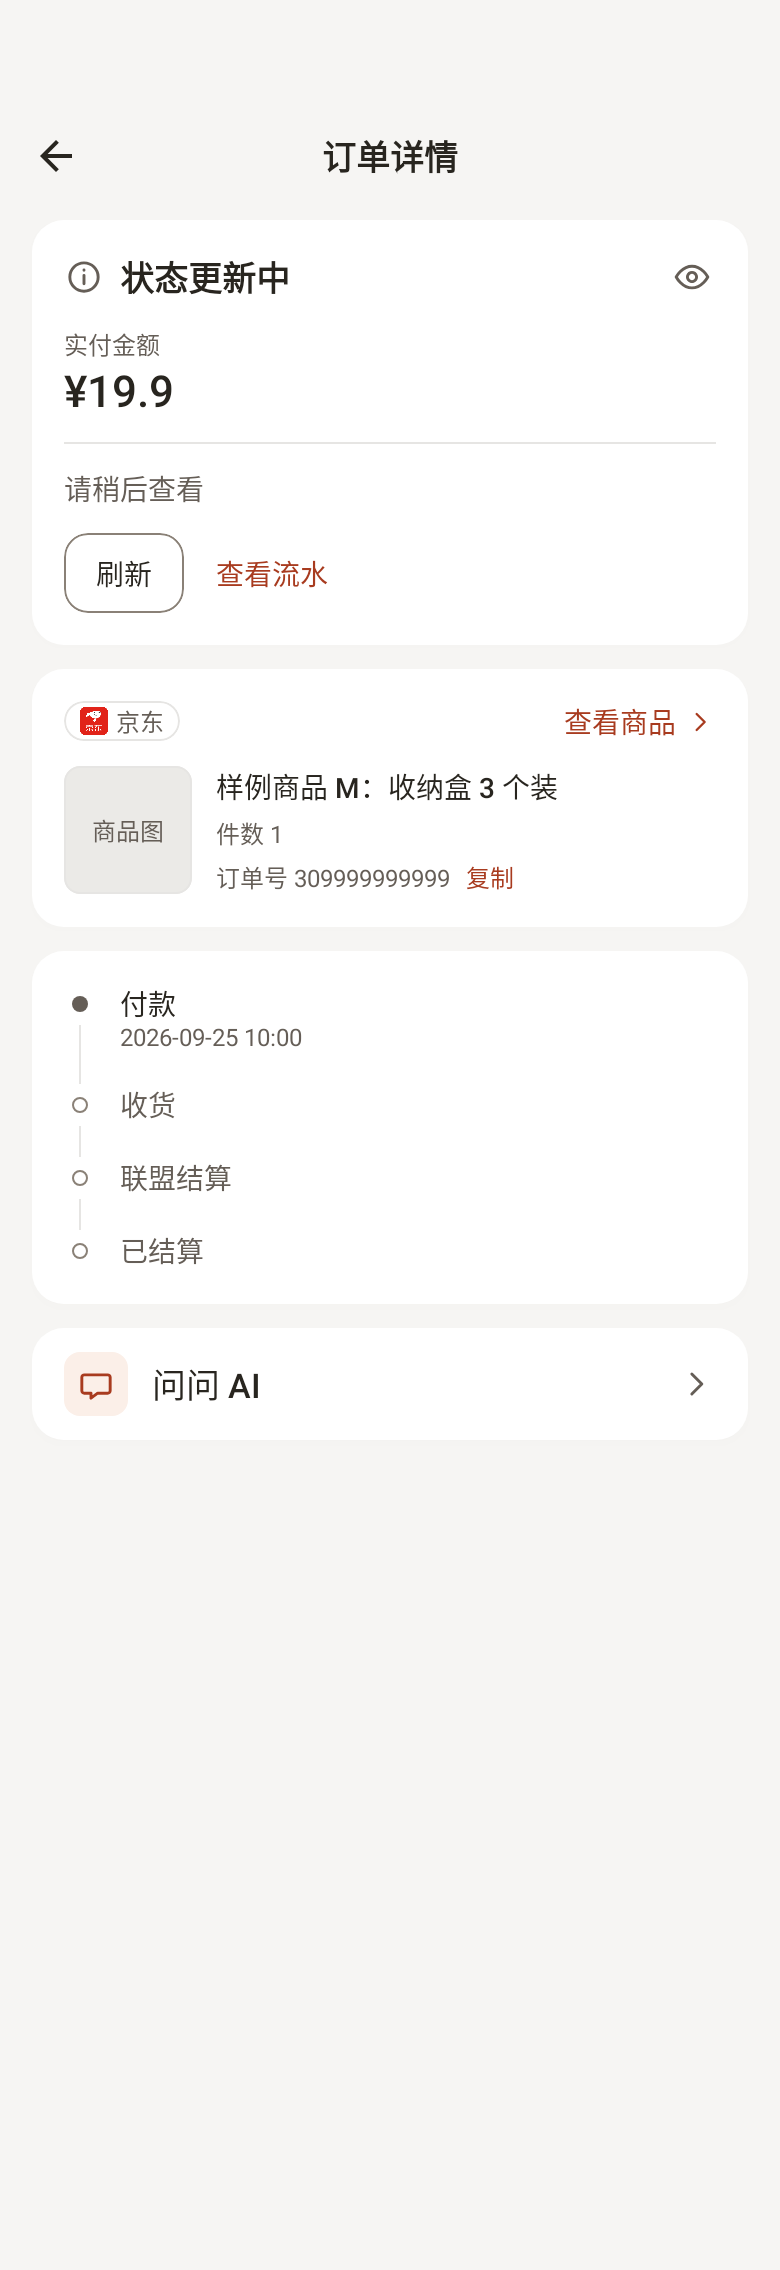 订单详情
状态更新中
实付金额
¥19.9
请稍后查看
刷新 查看流水
京东 京东 查看商品
商品图
样例商品 M：收纳盒 3 个装
件数 1
订单号 309999999999 复制
付款
2026-09-25 10:00
收货
联盟结算
已结算
问问 AI